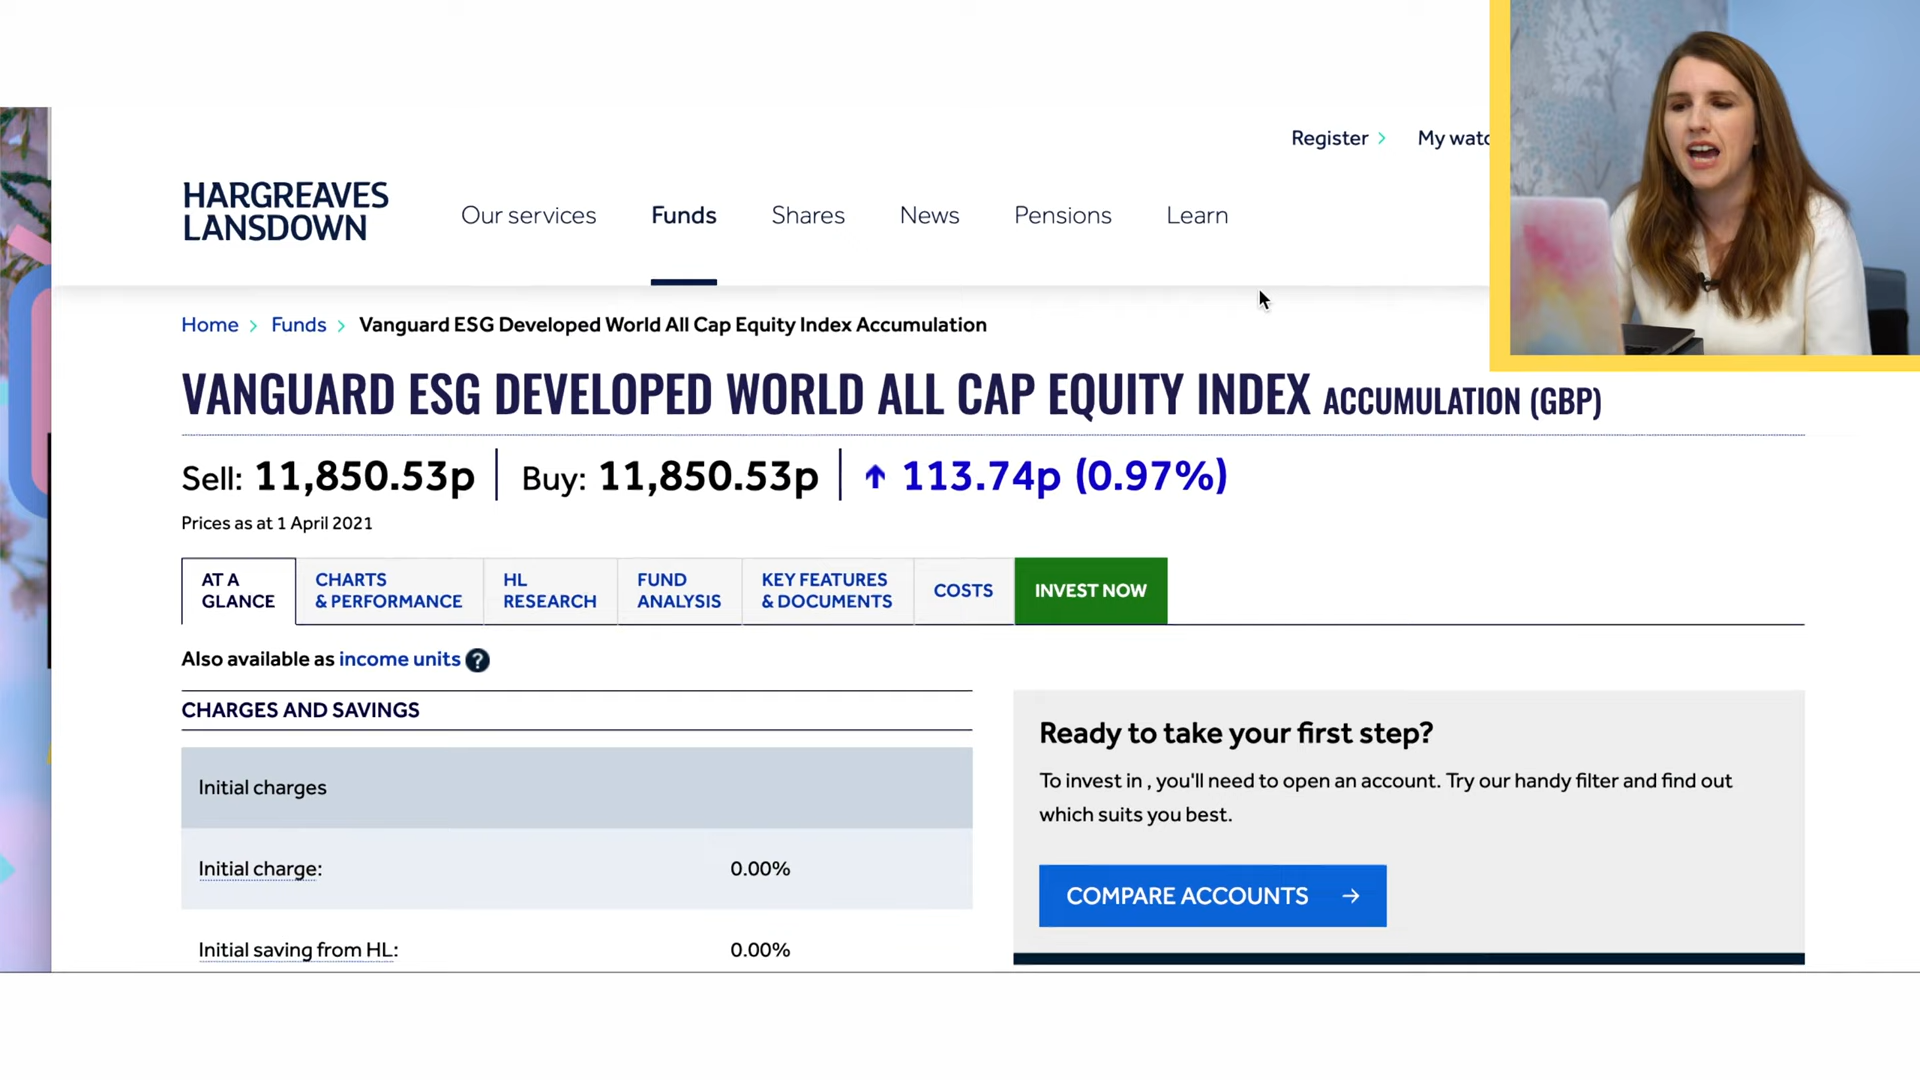 Register
My watc
HARGREAVES
LANSDOWN
Our services
Funds
Shares
News
Pensions
Learn
Home > Funds > Vanguard ESG Developed World All Cap Equity Index Accumulation
VANGUARD ESG DEVELOPED WORLD ALL CAP EQUITY INDEX ACCUMULATION (GBP)
Sell: 11,850.53p | Buy: 11,850.53p | ↑ 113.74p (0.97%)
Prices as at 1 April 2021
AT A
GLANCE
CHARTS
& PERFORMANCE
HL
RESEARCH
FUND
ANALYSIS
KEY FEATURES
& DOCUMENTS
COSTS
INVEST NOW
Also available as income units ?
CHARGES AND SAVINGS
Initial charges
Initial charge: 0.00%
Initial saving from HL: 0.00%
Ready to take your first step?
To invest in , you'll need to open an account. Try our handy filter and find out
which suits you best.
COMPARE ACCOUNTS →